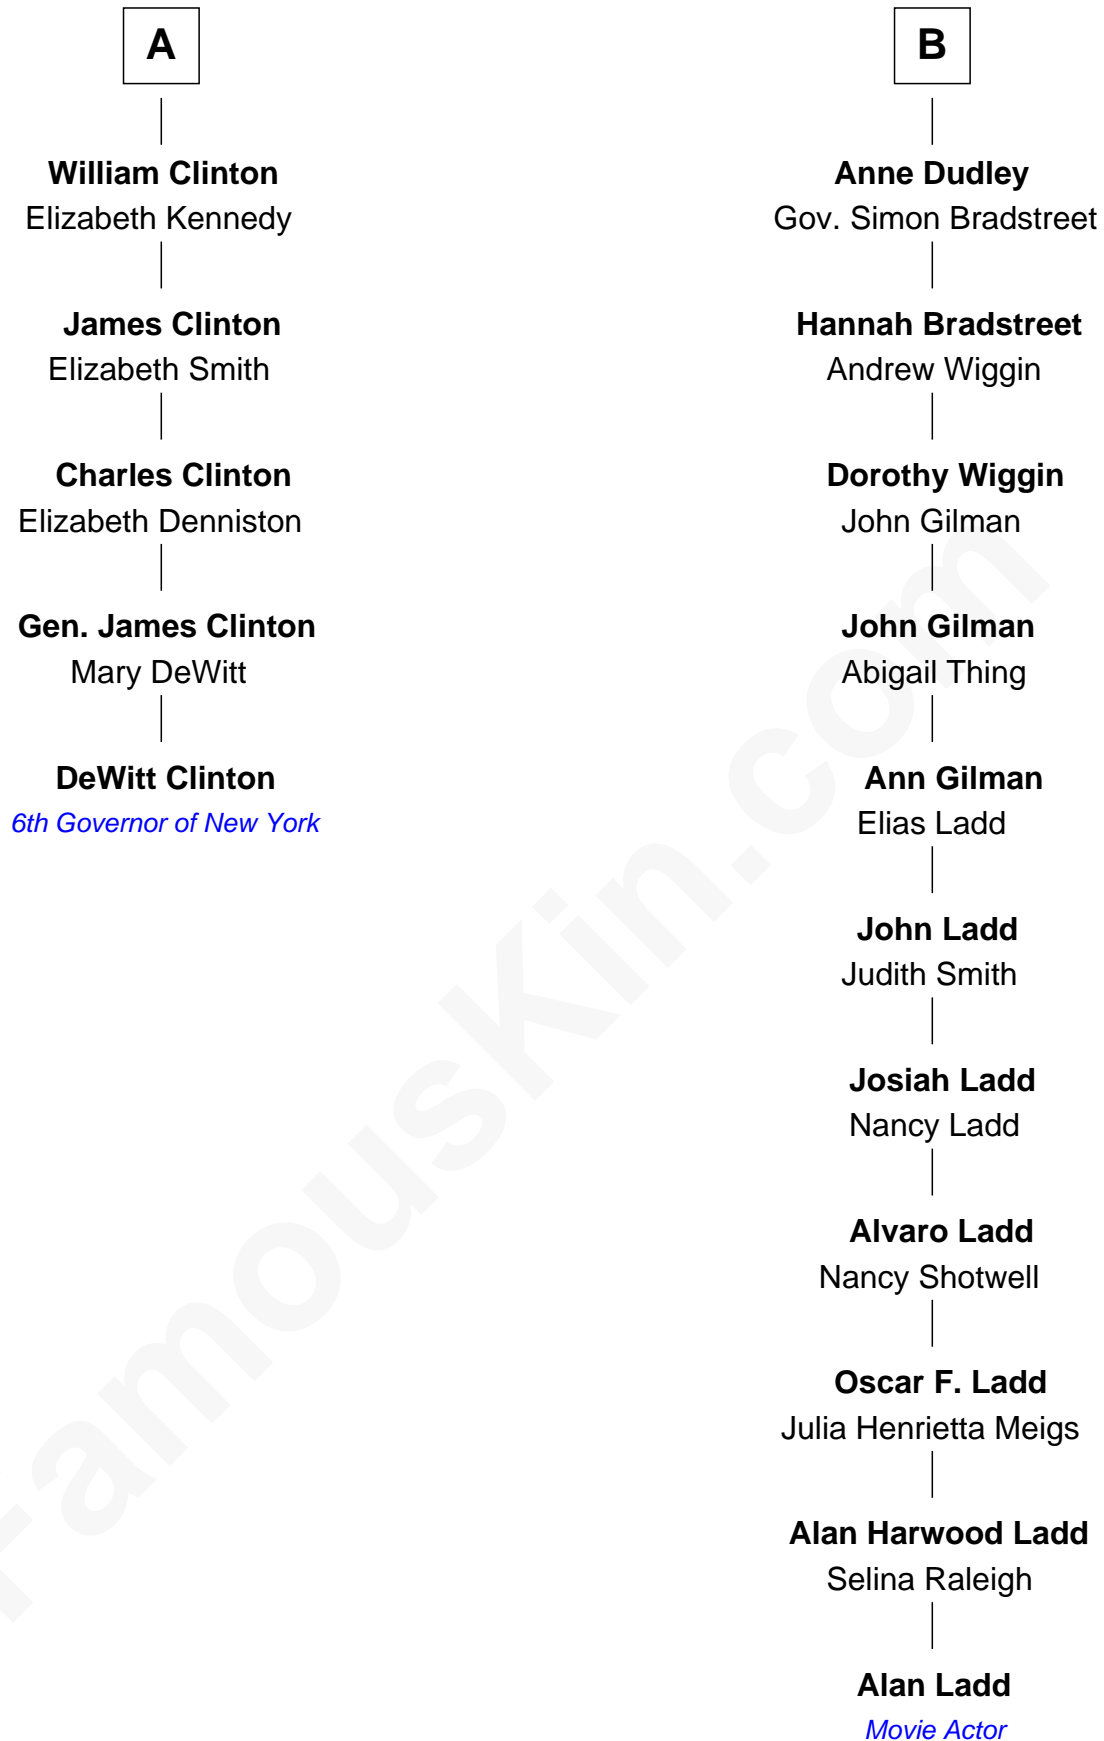 A
William Clinton
Elizabeth Kennedy
James Clinton
Elizabeth Smith
Charles Clinton
Elizabeth Denniston
Gen. James Clinton
Mary DeWitt
DeWitt Clinton
6th Governor of New York
B
Anne Dudley
Gov. Simon Bradstreet
Hannah Bradstreet
Andrew Wiggin
Dorothy Wiggin
John Gilman
John Gilman
Abigail Thing
Ann Gilman
Elias Ladd
John Ladd
Judith Smith
Josiah Ladd
Nancy Ladd
Alvaro Ladd
Nancy Shotwell
Oscar F. Ladd
Julia Henrietta Meigs
Alan Harwood Ladd
Selina Raleigh
Alan Ladd
Movie Actor
FamousKin.com